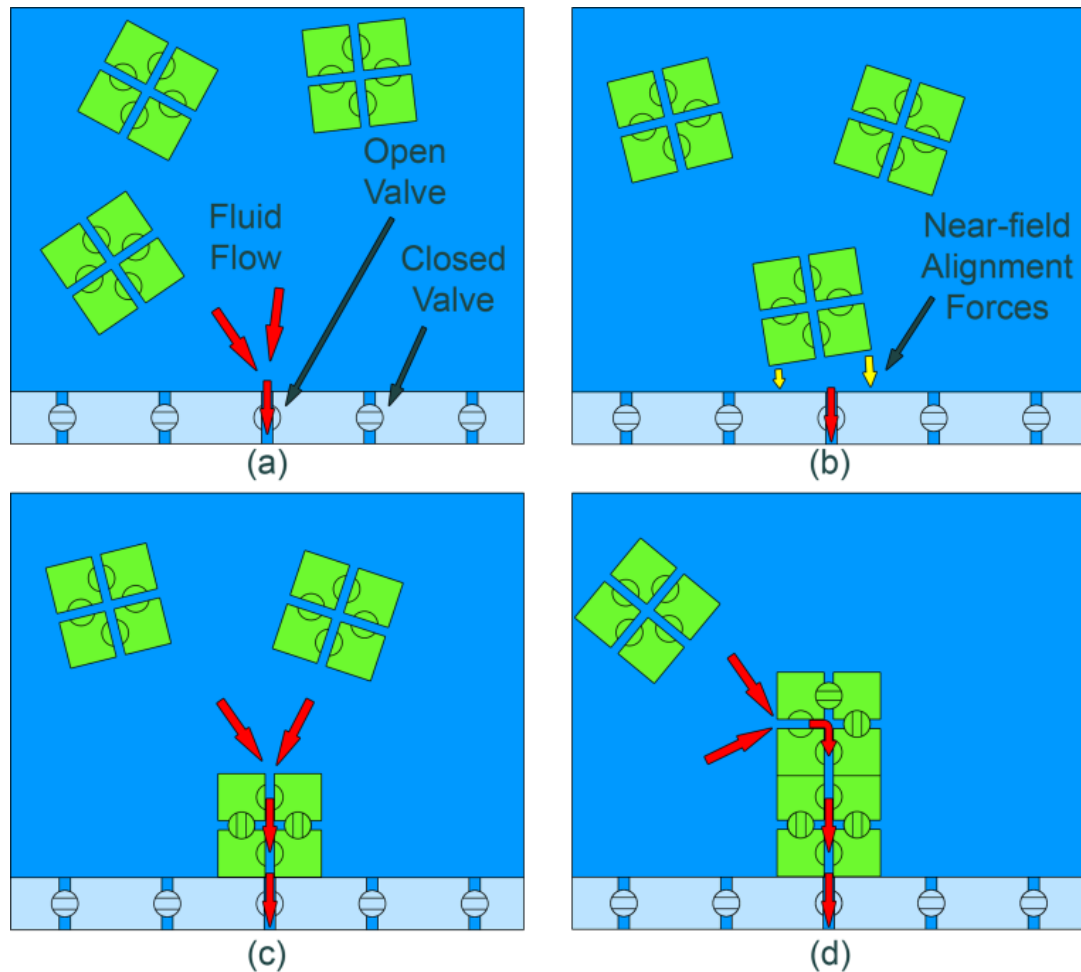 Open
Valve
Fluid
Flow
Closed
Valve
(a)
Near-field
Alignment
Forces
(b)
(c)
(d)